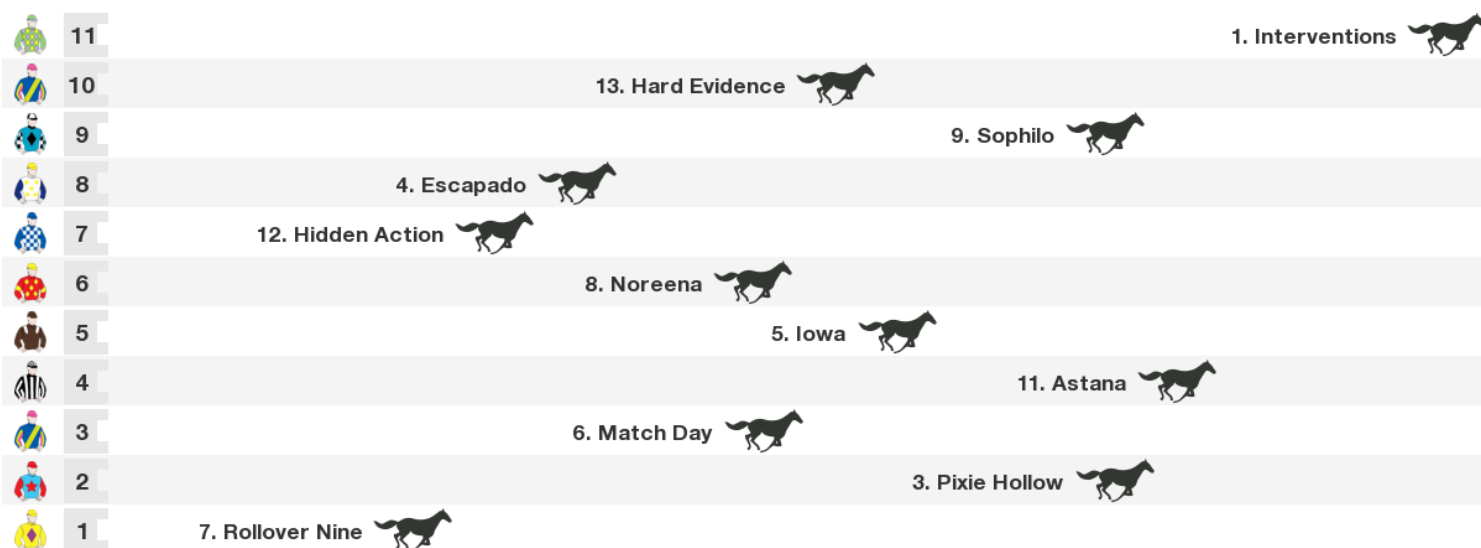 11 1. Interventions
10 13. Hard Evidence
9 9. Sophilo
8 4. Escapado
7 12. Hidden Action
6 8. Noreena
5 5. Iowa
4 11. Astana
3 6. Match Day
2 3. Pixie Hollow
1 7. Rollover Nine